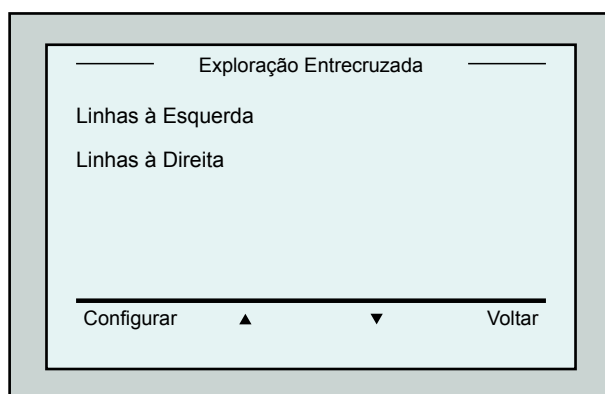 Exploração Entrecruzada
Linhas à Esquerda
Linhas à Direita
Configurar ▲ ▼ Voltar